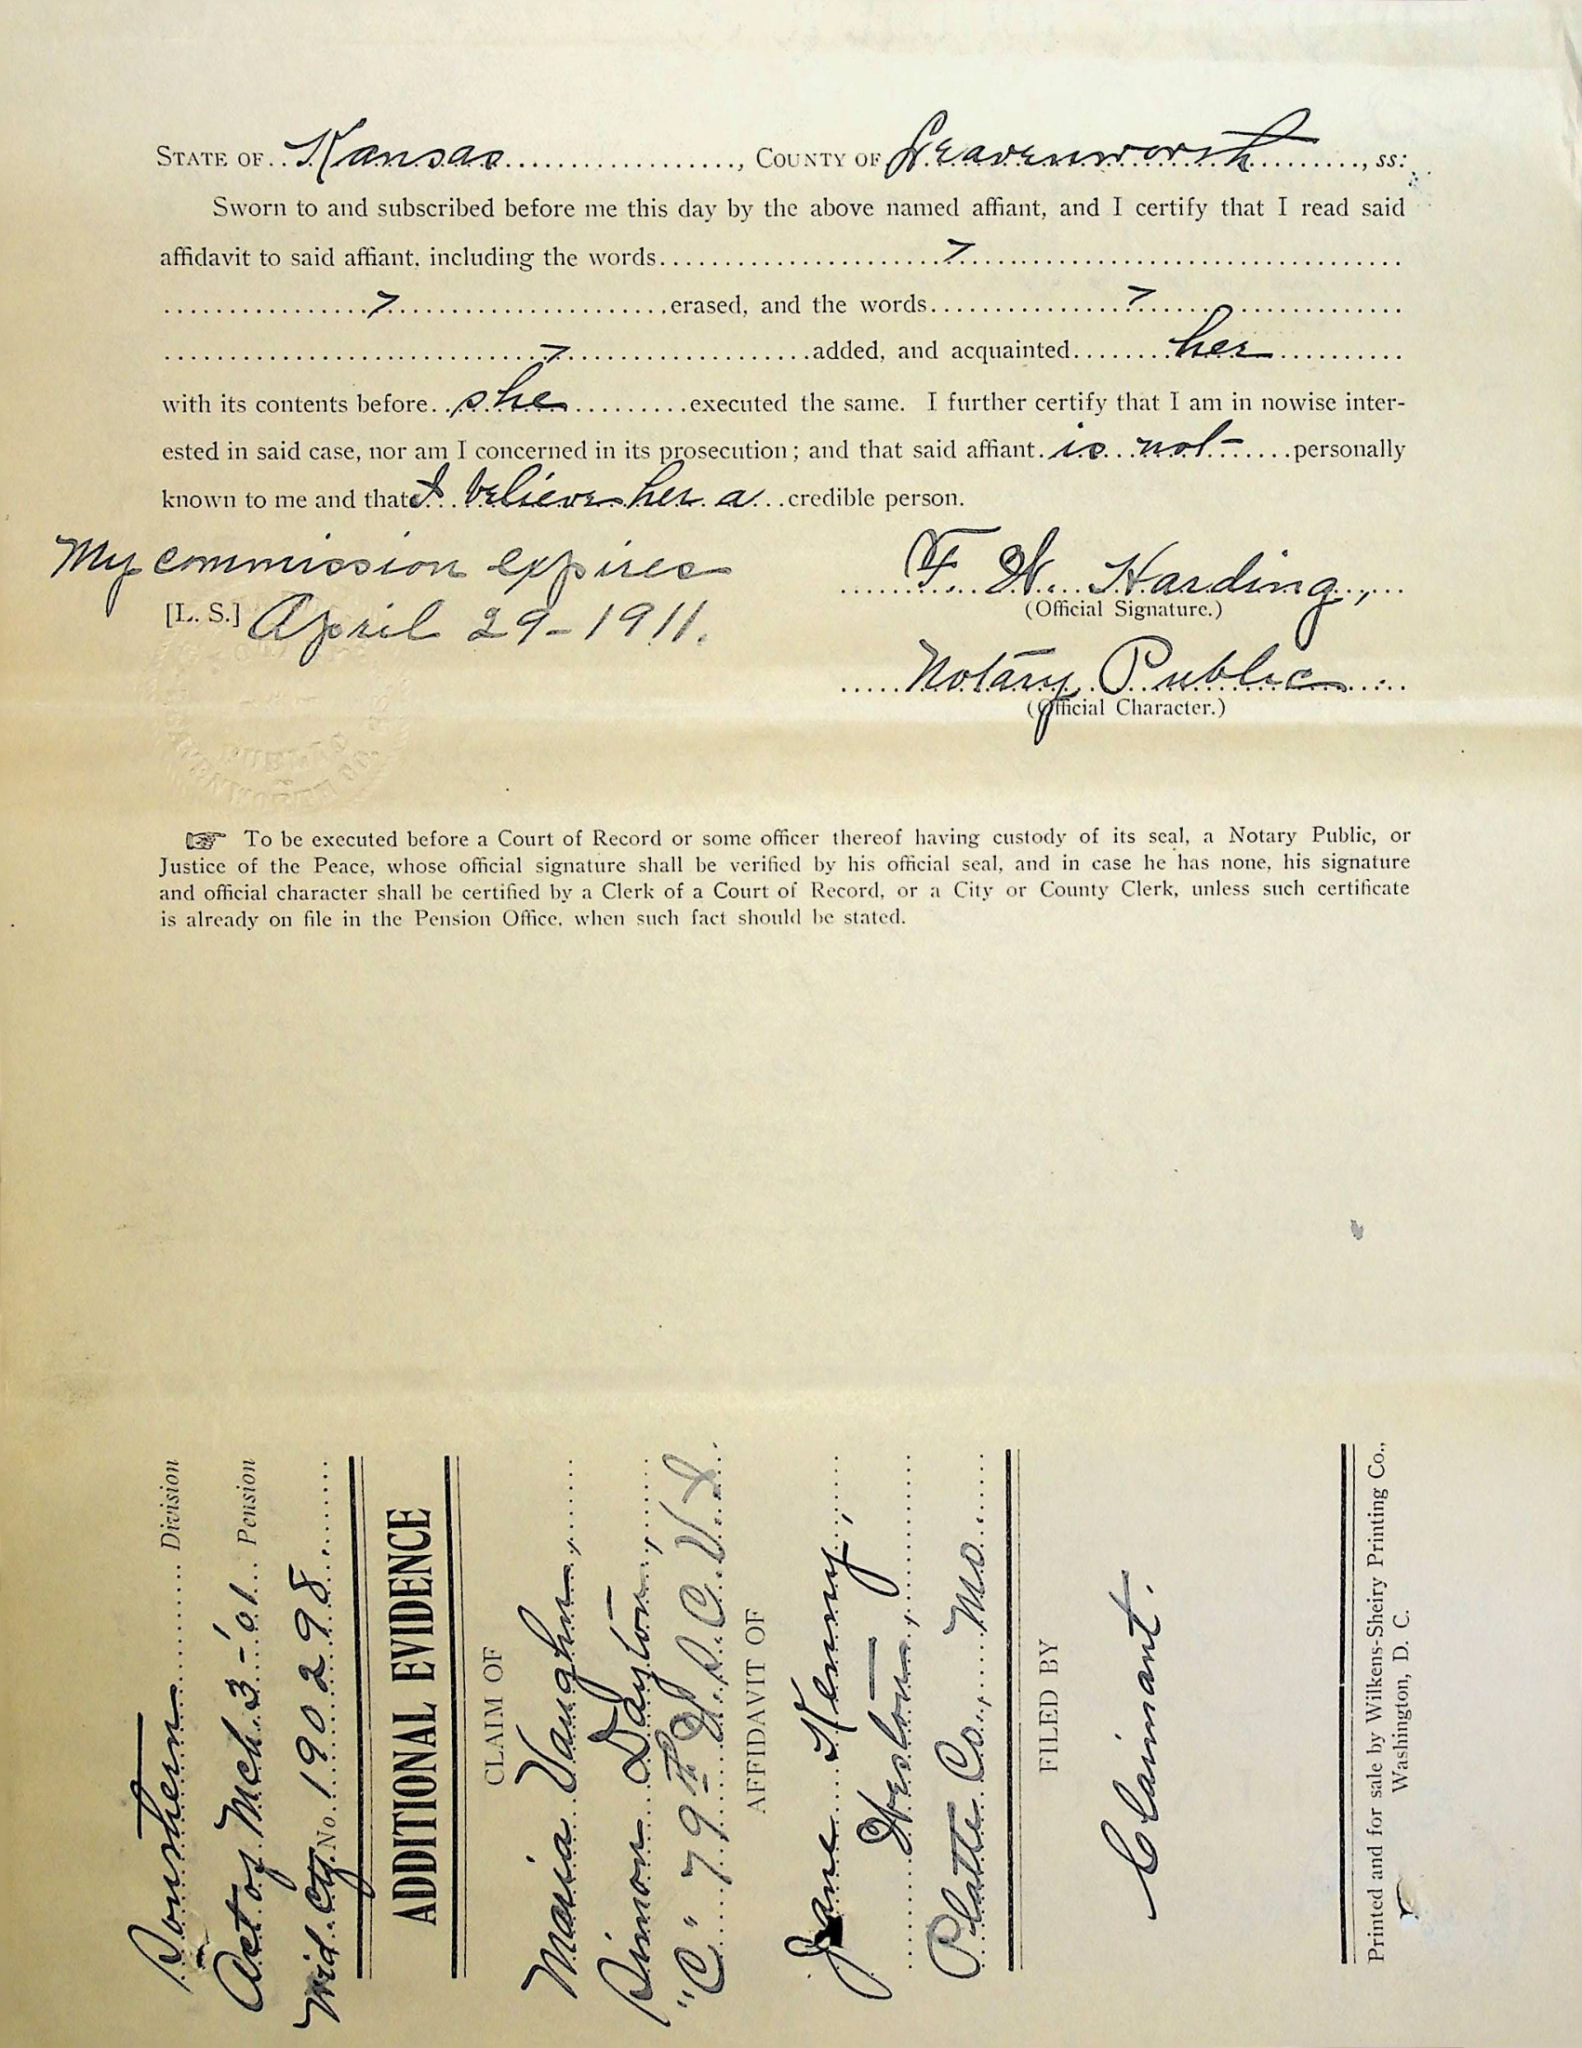 STATE OF Kansas, COUNTY OF Leavenworth, ss:
Sworn to and subscribed before me this day by the above named affiant, and I certify that I read said
affidavit to said affiant, including the words
erased, and the words
added, and acquainted her
with its contents before she executed the same. I further certify that I am in nowise inter-
ested in said case, nor am I concerned in its prosecution; and that said affiant is not personally
known to me and that I believe her a credible person.
My commission expires
[L. S.] April 29-1911.
F. W. Harding,
(Official Signature.)
Notary Public
(Official Character.)
PUBLIC
LEAVENWORTH CO.
☞ To be executed before a Court of Record or some officer thereof having custody of its seal, a Notary Public, or
Justice of the Peace, whose official signature shall be verified by his official seal, and in case he has none, his signature
and official character shall be certified by a Clerk of a Court of Record, or a City or County Clerk, unless such certificate
is already on file in the Pension Office, when such fact should be stated.
Southern Division
Act of Mch. 3-'01 Pension
Wid. Ctf. No. 190298
ADDITIONAL EVIDENCE
CLAIM OF
Maria Vaughn,
Simon Dayton,
"C" 79th U.S.C.V.I.
AFFIDAVIT OF
Jane Kenny,
Weston,
Platte Co., Mo.
FILED BY
Claimant.
Printed and for sale by Wilkens-Sheiry Printing Co.,
Washington, D. C.